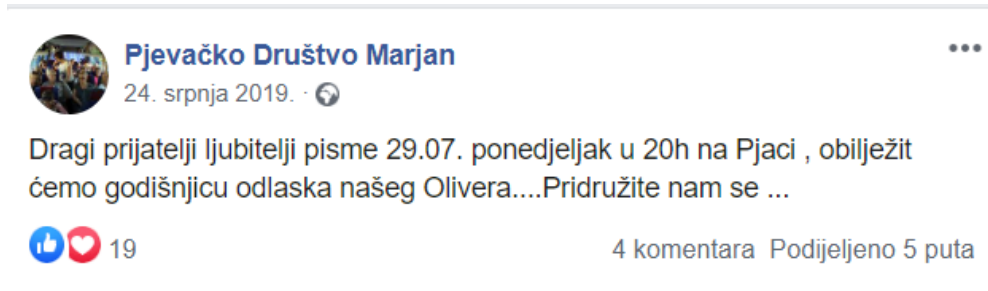 Pjevačko Društvo Marjan
24. srpnja 2019. ·
Dragi prijatelji ljubitelji pisme 29.07. ponedjeljak u 20h na Pjaci , obilježit
ćemo godišnjicu odlaska našeg Olivera....Pridružite nam se ...
19 4 komentara Podijeljeno 5 puta